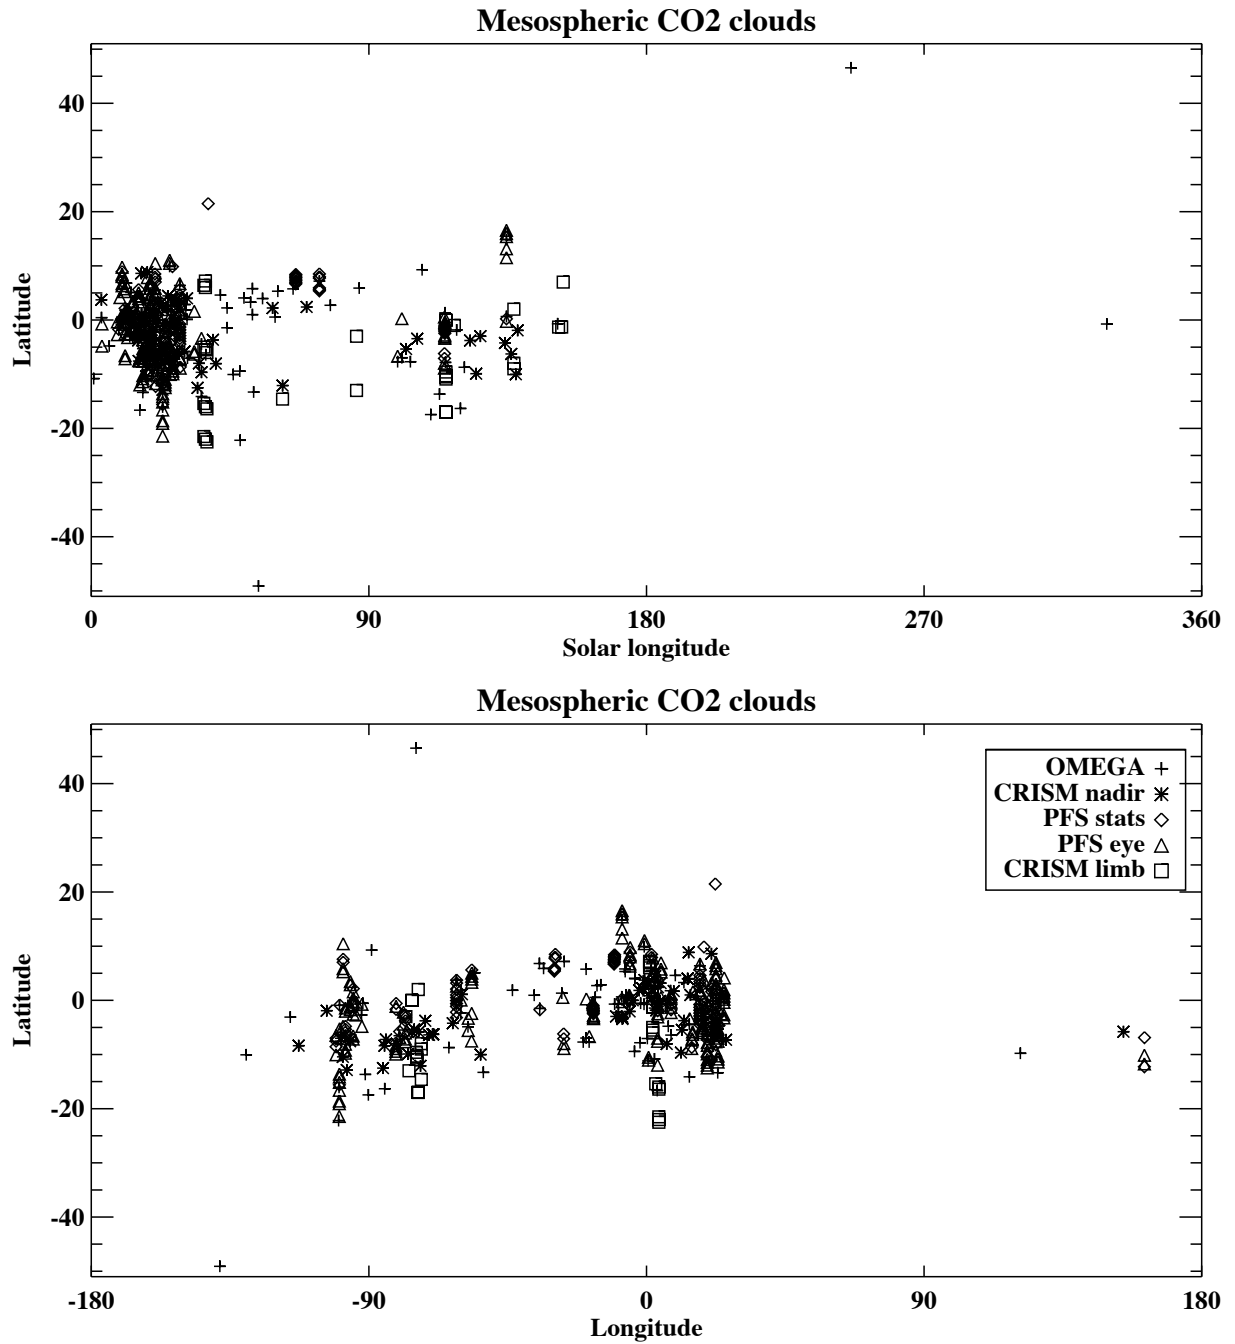 Mesospheric CO2 clouds
40
20
0
-20
-40
Latitude
0 90 180 270 360
Solar longitude
Mesospheric CO2 clouds
OMEGA
CRISM nadir
PFS stats
PFS eye
CRISM limb
40
20
0
-20
-40
Latitude
-180 -90 0 90 180
Longitude